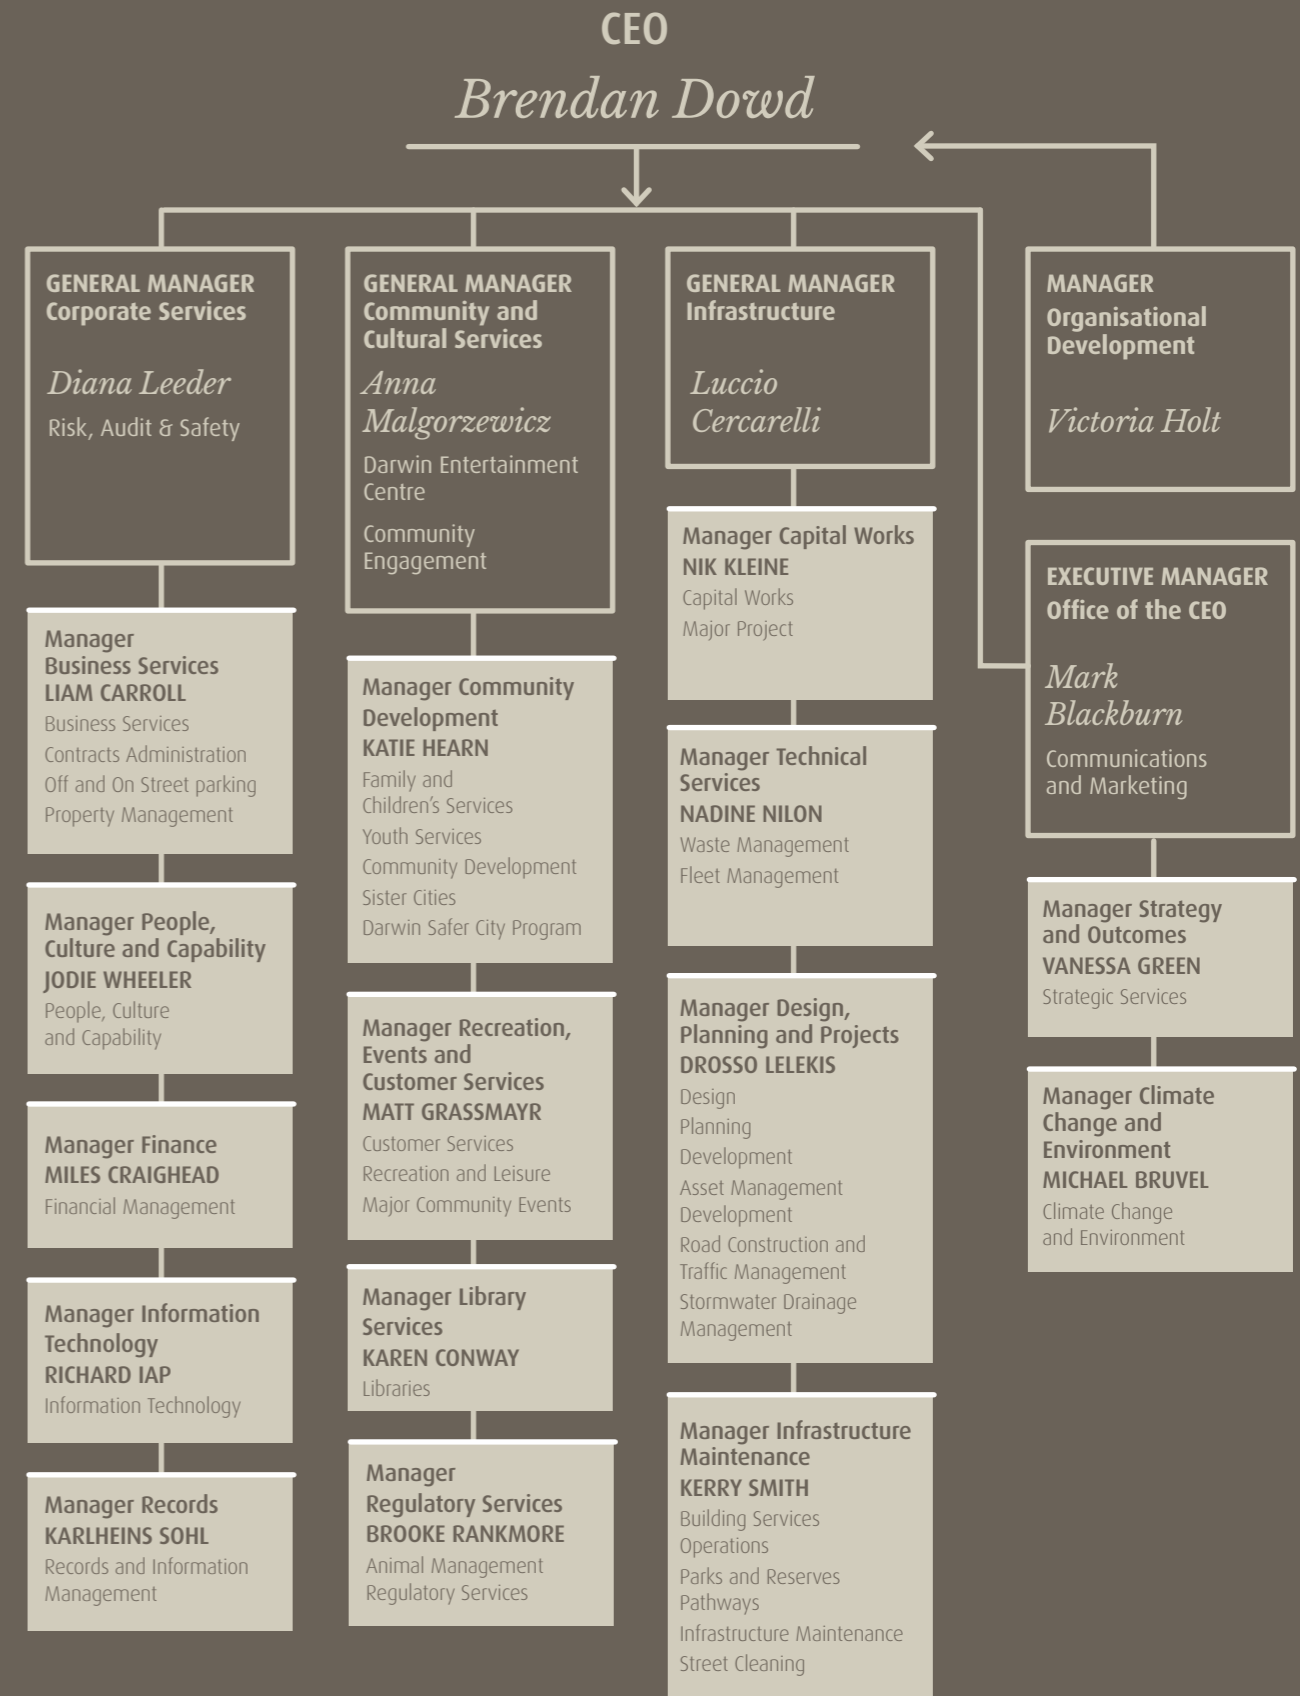 CEO
Brendan Dowd
GENERAL MANAGER
Corporate Services
Diana Leeder
Risk, Audit & Safety
Manager
Business Services
LIAM CARROLL
Business Services
Contracts Administration
Off and On Street parking
Property Management
Manager People,
Culture and Capability
JODIE WHEELER
People, Culture
and Capability
Manager Finance
MILES CRAIGHEAD
Financial Management
Manager Information
Technology
RICHARD IAP
Information Technology
Manager Records
KARLHEINS SOHL
Records and Information
Management
GENERAL MANAGER
Community and
Cultural Services
Anna
Malgorzewicz
Darwin Entertainment
Centre
Community
Engagement
Manager Community
Development
KATIE HEARN
Family and
Children's Services
Youth Services
Community Development
Sister Cities
Darwin Safer City Program
Manager Recreation,
Events and
Customer Services
MATT GRASSMAYR
Customer Services
Recreation and Leisure
Major Community Events
Manager Library
Services
KAREN CONWAY
Libraries
Manager
Regulatory Services
BROOKE RANKMORE
Animal Management
Regulatory Services
GENERAL MANAGER
Infrastructure
Luccio
Cercarelli
Manager Capital Works
NIK KLEINE
Capital Works
Major Project
Manager Technical
Services
NADINE NILON
Waste Management
Fleet Management
Manager Design,
Planning and Projects
DROSSO LELEKIS
Design
Planning
Development
Asset Management
Development
Road Construction and
Traffic Management
Stormwater Drainage
Management
Manager Infrastructure
Maintenance
KERRY SMITH
Building Services
Operations
Parks and Reserves
Pathways
Infrastructure Maintenance
Street Cleaning
MANAGER
Organisational
Development
Victoria Holt
EXECUTIVE MANAGER
Office of the CEO
Mark
Blackburn
Communications
and Marketing
Manager Strategy
and Outcomes
VANESSA GREEN
Strategic Services
Manager Climate
Change and
Environment
MICHAEL BRUVEL
Climate Change
and Environment